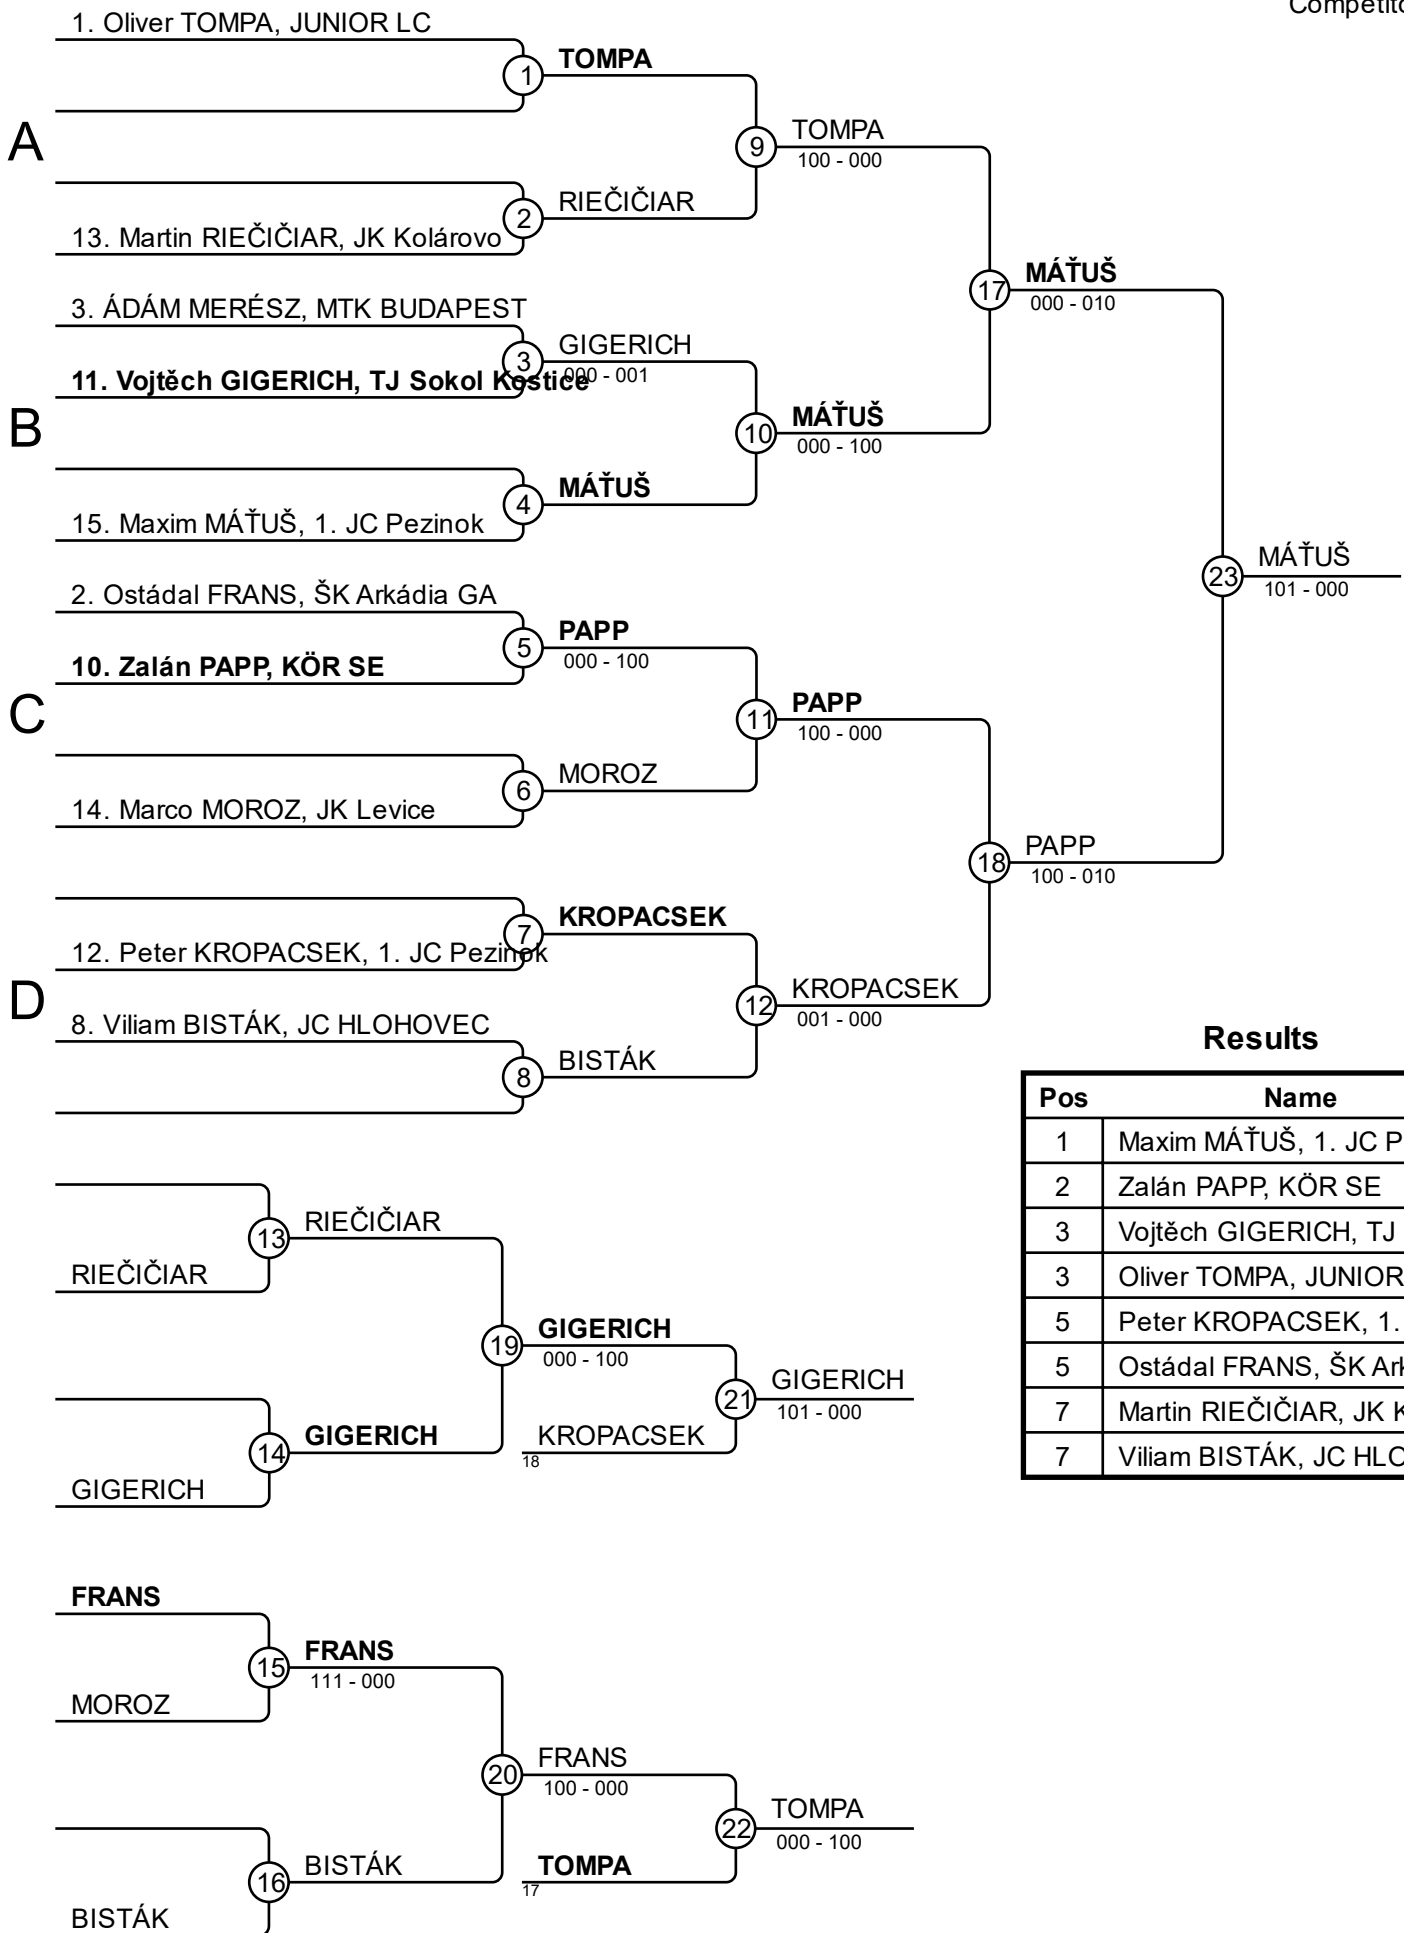 Competito
1. Oliver TOMPA, JUNIOR LC
1
TOMPA
A
9
TOMPA
100 - 000
2
RIEČIČIAR
13. Martin RIEČIČIAR, JK Kolárovo
17
MÁŤUŠ
000 - 010
3. ÁDÁM MERÉSZ, MTK BUDAPEST
3
GIGERICH
000 - 001
11. Vojtěch GIGERICH, TJ Sokol Kostice
B
10
MÁŤUŠ
000 - 100
4
MÁŤUŠ
15. Maxim MÁŤUŠ, 1. JC Pezinok
23
MÁŤUŠ
101 - 000
2. Ostádal FRANS, ŠK Arkádia GA
5
PAPP
000 - 100
10. Zalán PAPP, KÖR SE
C
11
PAPP
100 - 000
6
MOROZ
14. Marco MOROZ, JK Levice
18
PAPP
100 - 010
7
KROPACSEK
12. Peter KROPACSEK, 1. JC Pezinok
D
12
KROPACSEK
001 - 000
8. Viliam BISTÁK, JC HLOHOVEC
8
BISTÁK
Results
Pos Name
1 Maxim MÁŤUŠ, 1. JC P
2 Zalán PAPP, KÖR SE
3 Vojtěch GIGERICH, TJ
3 Oliver TOMPA, JUNIOR
5 Peter KROPACSEK, 1.
5 Ostádal FRANS, ŠK Ark
7 Martin RIEČIČIAR, JK K
7 Viliam BISTÁK, JC HLO
13
RIEČIČIAR
RIEČIČIAR
19
GIGERICH
000 - 100
21
GIGERICH
101 - 000
14
GIGERICH
KROPACSEK
18
GIGERICH
FRANS
15
FRANS
111 - 000
MOROZ
20
FRANS
100 - 000
22
TOMPA
000 - 100
16
BISTÁK
TOMPA
17
BISTÁK